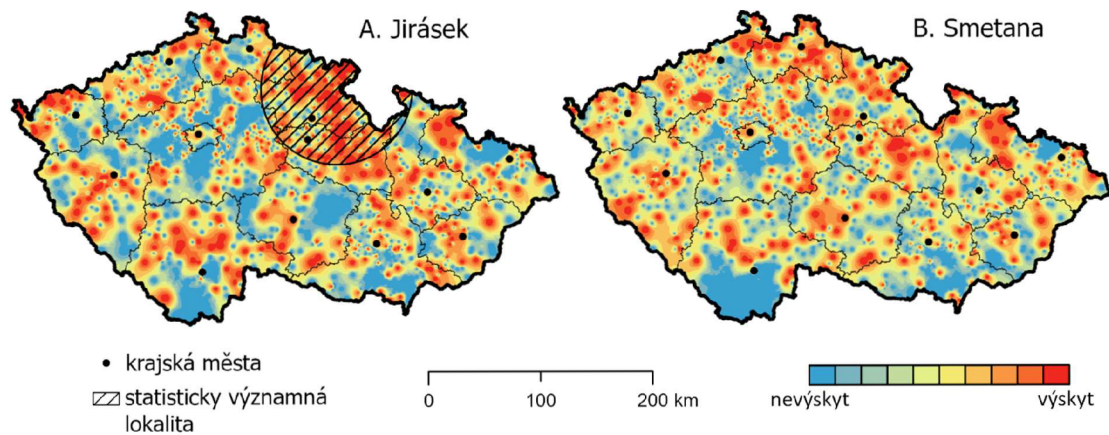 A. Jirásek
B. Smetana
krajská města
statisticky významná
lokalita
0 100 200 km
nevýskyt výskyt